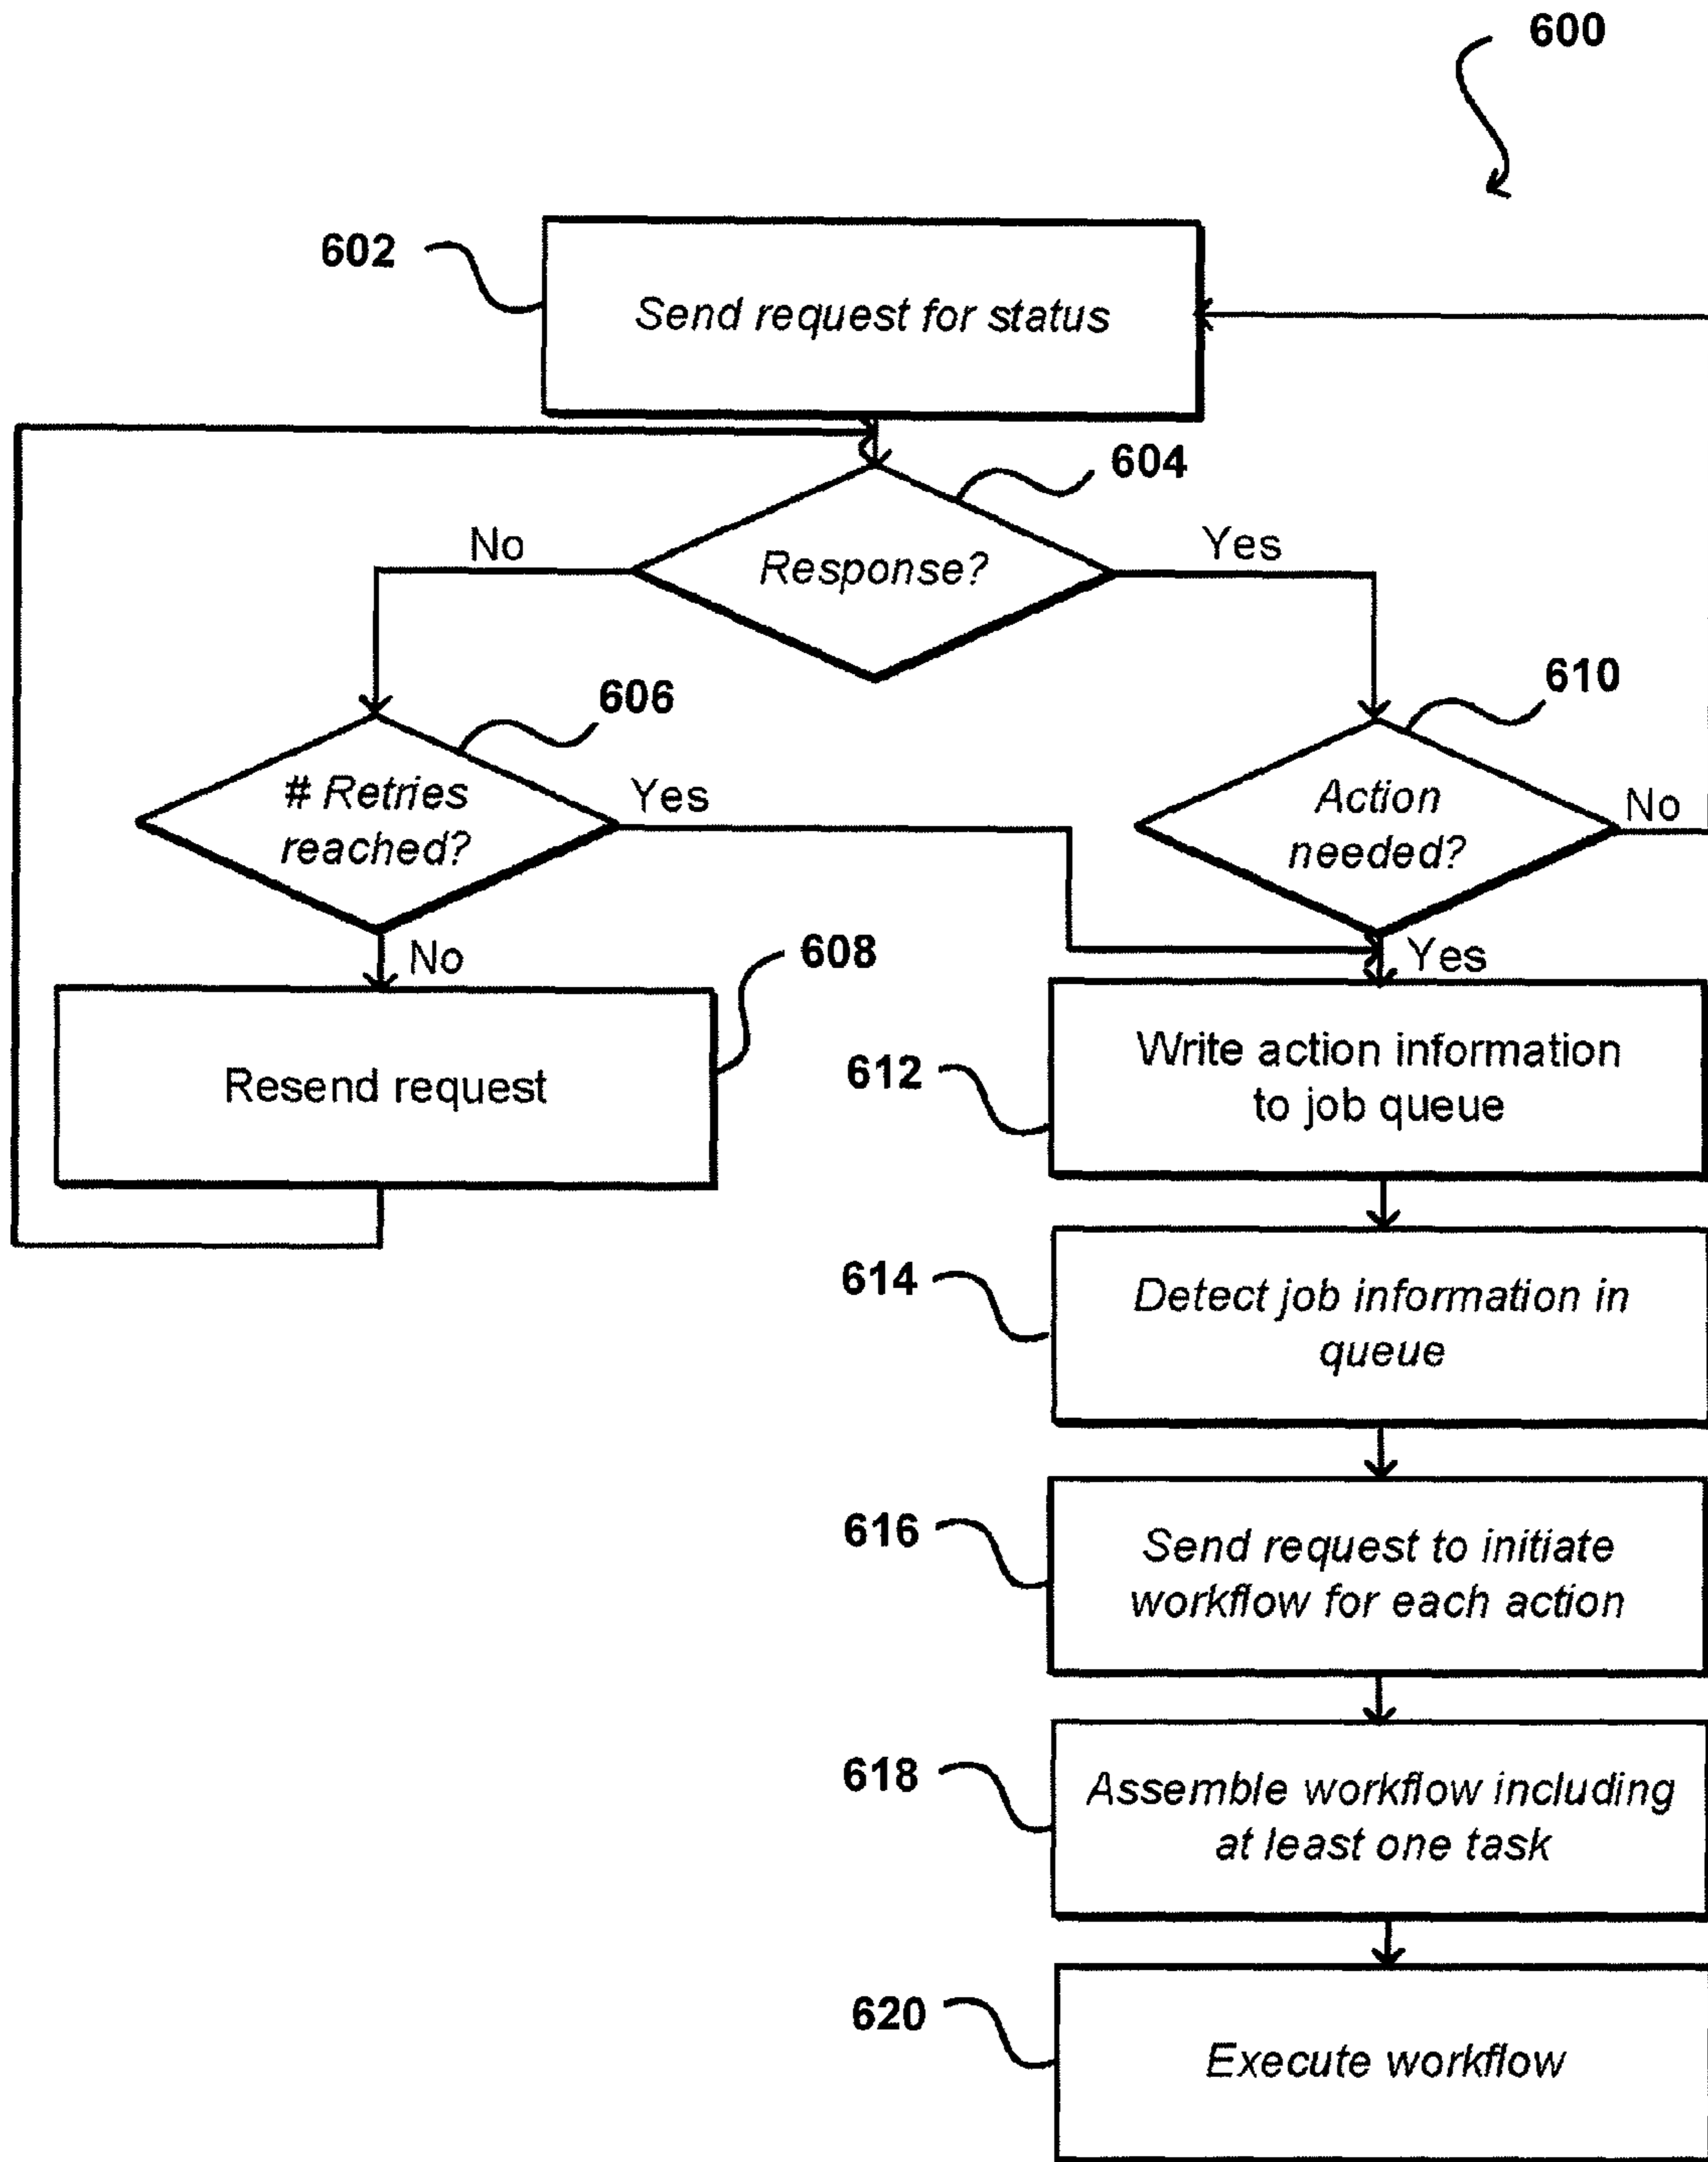 600
602
Send request for status
604
No
Response?
Yes
606
610
# Retries
reached?
Yes
Action
needed?
No
No
608
Yes
Resend request
612
Write action information
to job queue
614
Detect job information in
queue
616
Send request to initiate
workflow for each action
618
Assemble workflow including
at least one task
620
Execute workflow